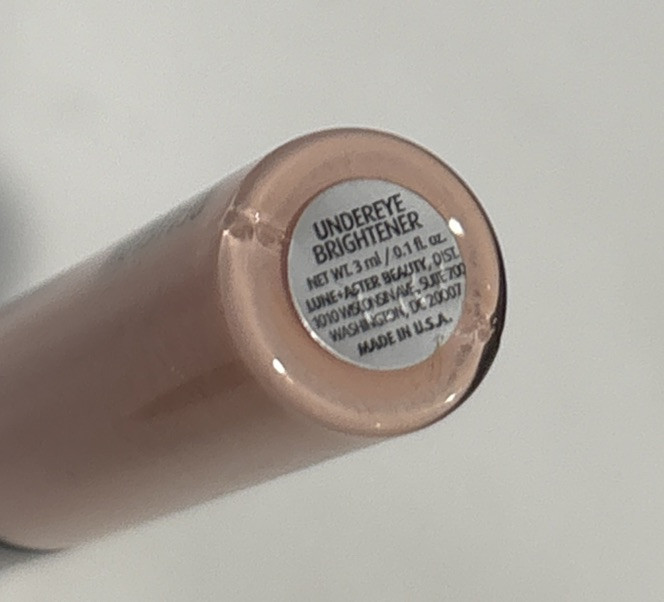 UNDEREYE
BRIGHTENER
NET WT. 3 ml / 0.1 fl. oz.
LUNE+ASTER BEAUTY, DIST.
1010 WISCONSIN AVE, SUITE 700
WASHINGTON, DC 20007
MADE IN U.S.A.